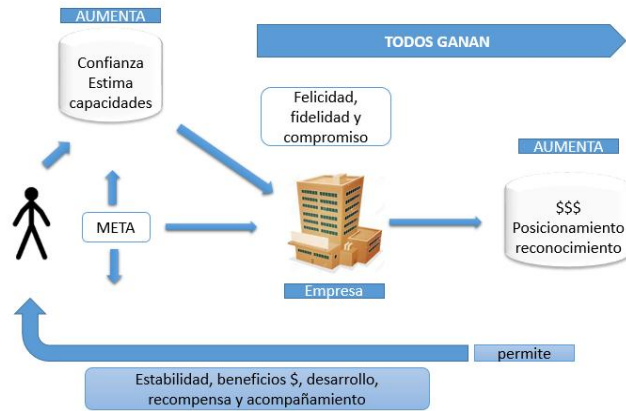 AUMENTA
Confianza
Estima
capacidades
TODOS GANAN
Felicidad,
fidelidad y
compromiso
AUMENTA
$$$
Posicionamiento
reconocimiento
META
Empresa
permite
Estabilidad, beneficios $, desarrollo,
recompensa y acompañamiento